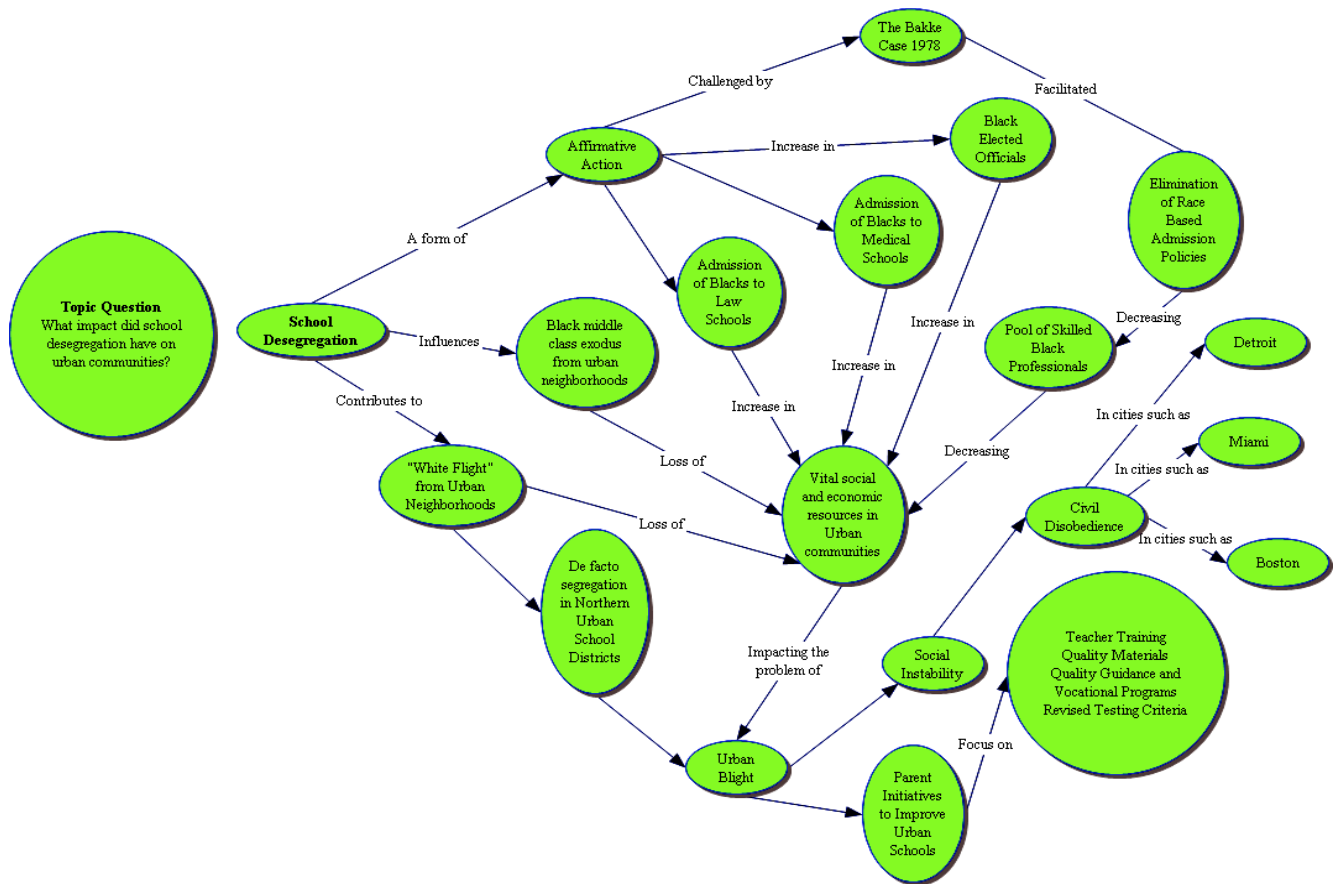 The Bakke
Case 1978
Challenged by
Facilitated
Black
Elected
Officials
Affirmative
Action
Increase in
Elimination
of Race
Based
Admission
Policies
Admission
of Blacks to
Medical
Schools
A form of
Admission
of Blacks to
Law
Schools
Topic Question
What impact did school
desegregation have on
urban communities?
School
Desegregation
Influences
Black middle
class exodus
from urban
neighborhoods
Increase in
Decreasing
Pool of Skilled
Black
Professionals
Detroit
Increase in
Contributes to
Increase in
In cities such as
"White Flight"
from Urban
Neighborhoods
Loss of
Decreasing
Miami
In cities such as
Vital social
and economic
resources in
Urban
communities
Loss of
Civil
Disobedience
In cities such as
Boston
De facto
segregation
in Northern
Urban
School
Districts
Impacting the
problem of
Social
Instability
Teacher Training
Quality Materials
Quality Guidance and
Vocational Programs
Revised Testing Criteria
Focus on
Urban
Blight
Parent
Initiatives
to Improve
Urban
Schools